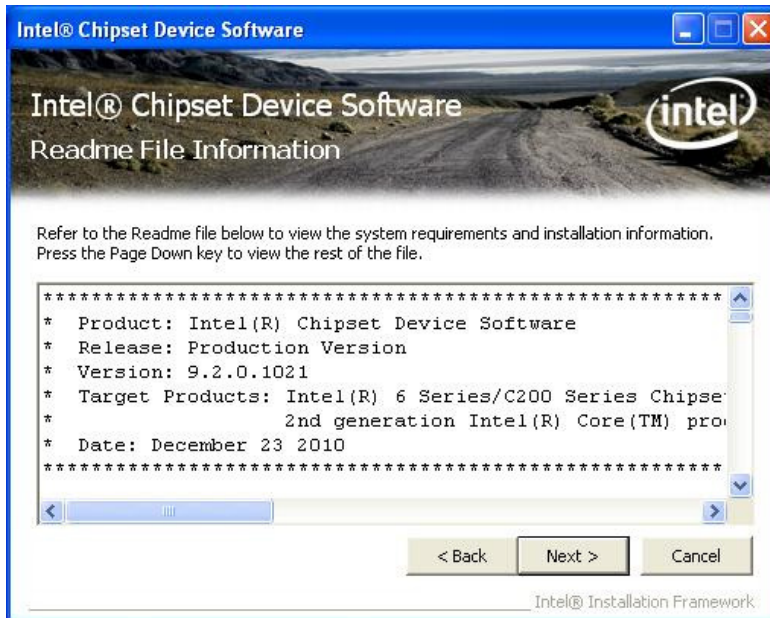 Intel® Chipset Device Software
Intel® Chipset Device Software
intel
Readme File Information
Refer to the Readme file below to view the system requirements and installation information.
Press the Page Down key to view the rest of the file.
************************************************************
* Product: Intel(R) Chipset Device Software
* Release: Production Version
* Version: 9.2.0.1021
* Target Products: Intel(R) 6 Series/C200 Series Chipse
* 2nd generation Intel(R) Core(TM) pro
* Date: December 23 2010
************************************************************
< Back
Next >
Cancel
Intel® Installation Framework